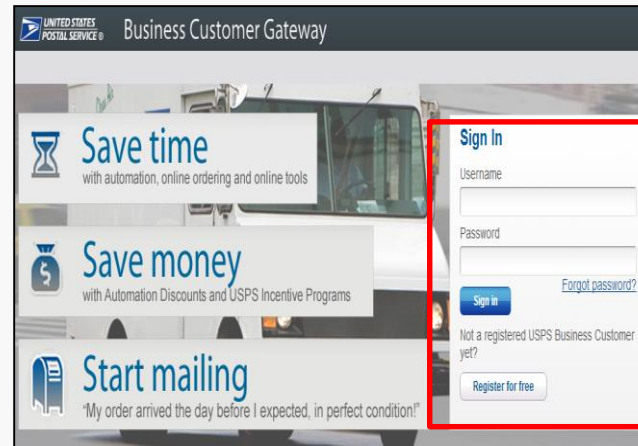 UNITED STATES
POSTAL SERVICE ®
Business Customer Gateway
Save time
with automation, online ordering and online tools
Save money
with Automation Discounts and USPS Incentive Programs
Start mailing
"My order arrived the day before I expected, in perfect condition!"
Sign In
Username
Password
Forgot password?
Sign in
Not a registered USPS Business Customer
yet?
Register for free